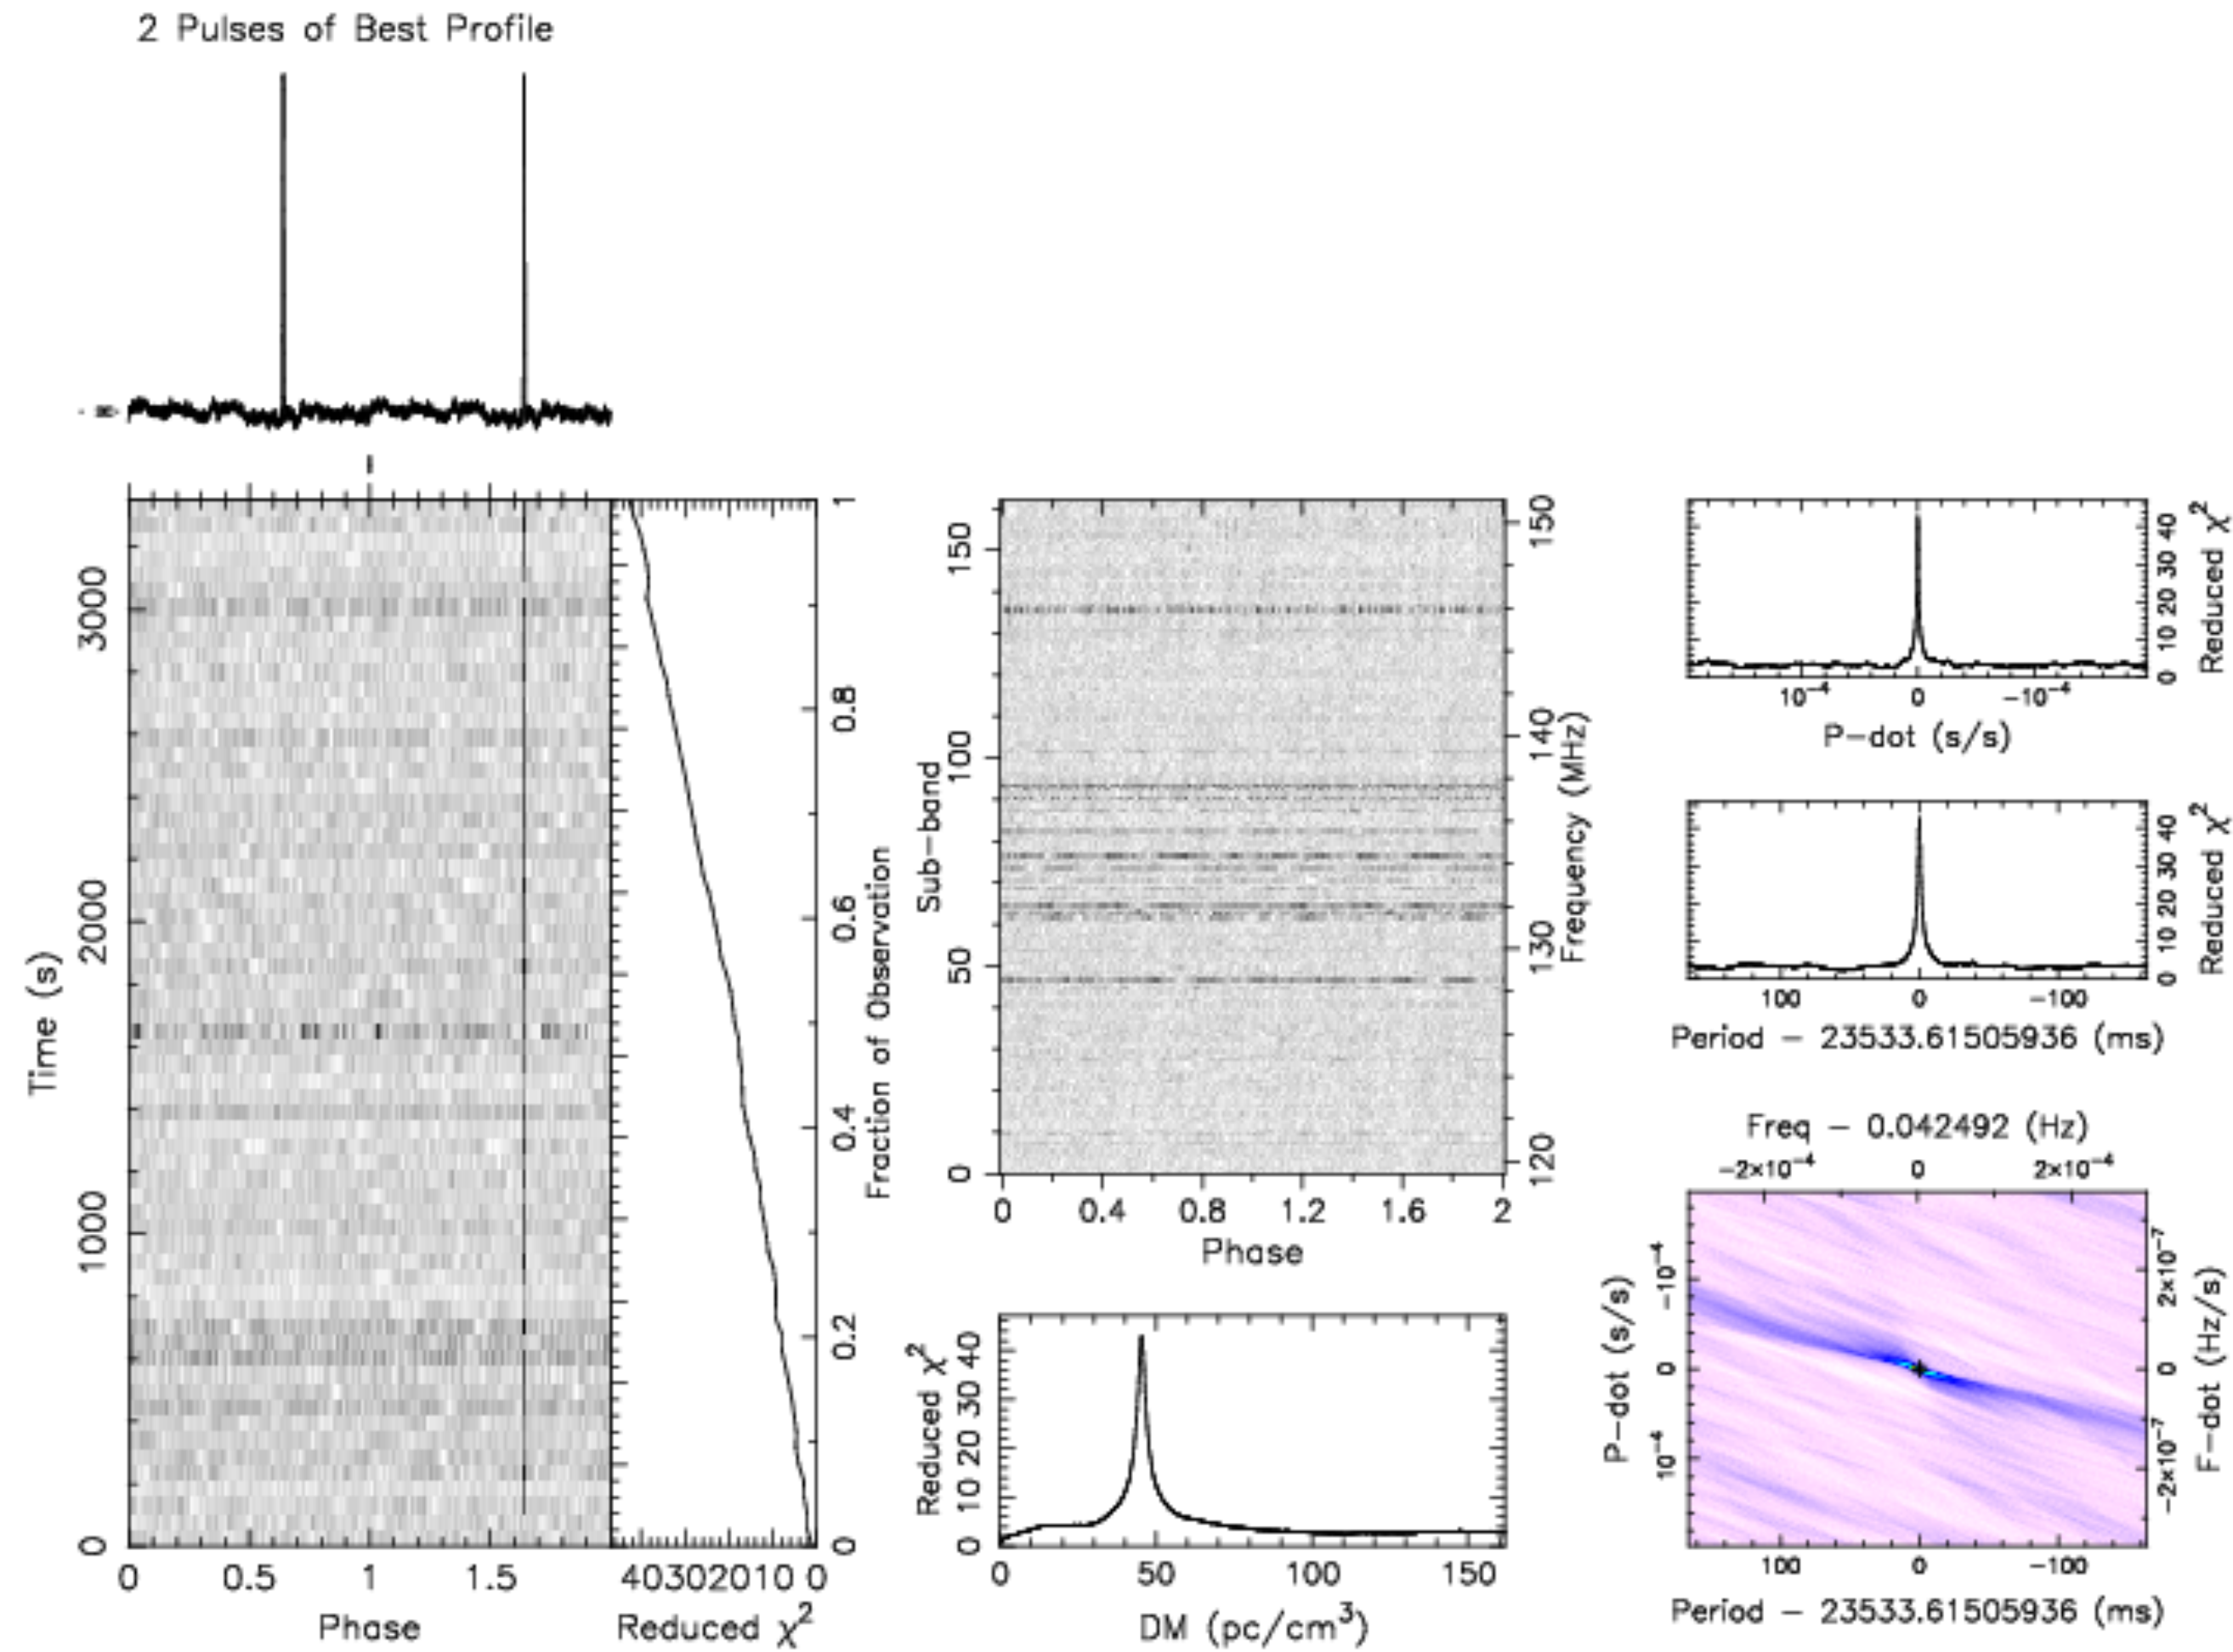 2 Pulses of Best Profile
3000
2000
1000
0
Time (s)
0 0.5 1 1.5
Phase
403020100
Reduced χ²
1
0.8
0.6
0.4
0.2
0
Fraction of Observation
150
100
50
0
Sub-band
150
140
130
120
Frequency (MHz)
0 0.4 0.8 1.2 1.6 2
Phase
40
30
20
10
0
Reduced χ²
0 50 100 150
DM (pc/cm³)
40
30
20
10
0
Reduced χ²
10⁻⁴ 0 -10⁻⁴
P-dot (s/s)
40
30
20
10
0
Reduced χ²
100 0 -100
Period - 23533.61505936 (ms)
Freq - 0.042492 (Hz)
-2×10⁻⁴ 0 2×10⁻⁴
-10⁻⁴
0
10⁻⁴
P-dot (s/s)
2×10⁻⁷
0
-2×10⁻⁷
F-dot (Hz/s)
100 0 -100
Period - 23533.61505936 (ms)